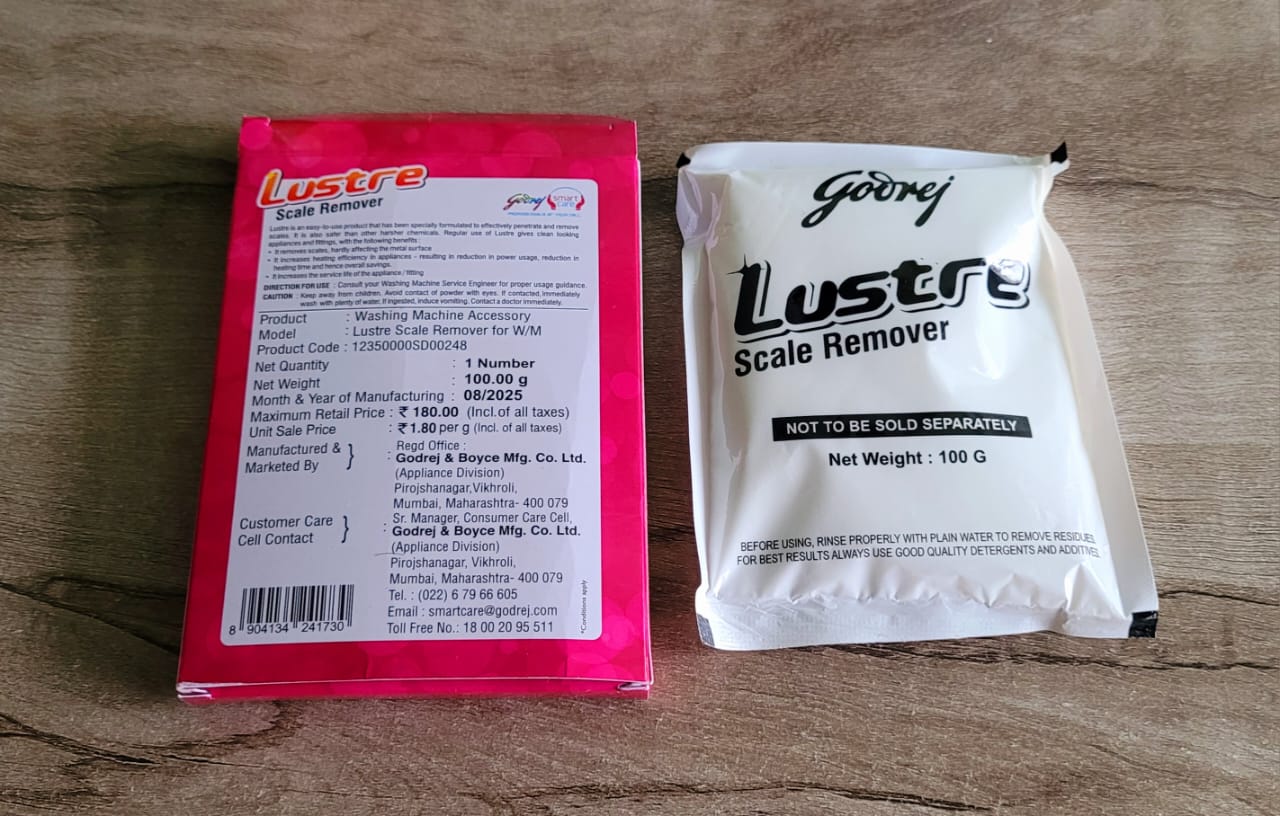 Lustre
Scale Remover
Godrej smart care
Lustre is an easy-to-use product that has been specially formulated to effectively penetrate and remove
scales. It is also safer than other harsher chemicals. Regular use of Lustre gives clean looking
appliances and fittings, with the following benefits:
• It removes scales, hardly affecting the metal surface
• It increases heating efficiency in appliances - resulting in reduction in power usage, reduction in
heating time and hence overall savings.
• It increases the service life of the appliance / fitting
DIRECTION FOR USE : Consult your Washing Machine Service Engineer for proper usage guidance.
CAUTION : Keep away from children. Avoid contact of powder with eyes. If contacted, immediately
wash with plenty of water. If ingested, induce vomiting. Contact a doctor immediately.
Product : Washing Machine Accessory
Model : Lustre Scale Remover for W/M
Product Code : 12350000SD00248
Net Quantity : 1 Number
Net Weight : 100.00 g
Month & Year of Manufacturing : 08/2025
Maximum Retail Price : ₹ 180.00 (Incl.of all taxes)
Unit Sale Price : ₹ 1.80 per g (Incl. of all taxes)
Manufactured &
Marketed By
: Regd Office :
Godrej & Boyce Mfg. Co. Ltd.
(Appliance Division)
Pirojshanagar,Vikhroli,
Mumbai, Maharashtra- 400 079
Customer Care
Cell Contact
: Sr. Manager, Consumer Care Cell,
Godrej & Boyce Mfg. Co. Ltd.
(Appliance Division)
Pirojshanagar, Vikhroli,
Mumbai, Maharashtra- 400 079
Tel. : (022) 6 79 66 605
Email : smartcare@godrej.com
Toll Free No.: 18 00 20 95 511
*Conditions apply
8 904134 241730
Godrej
Lustre
Scale Remover
NOT TO BE SOLD SEPARATELY
Net Weight : 100 G
BEFORE USING, RINSE PROPERLY WITH PLAIN WATER TO REMOVE RESIDUES.
FOR BEST RESULTS ALWAYS USE GOOD QUALITY DETERGENTS AND ADDITIVES